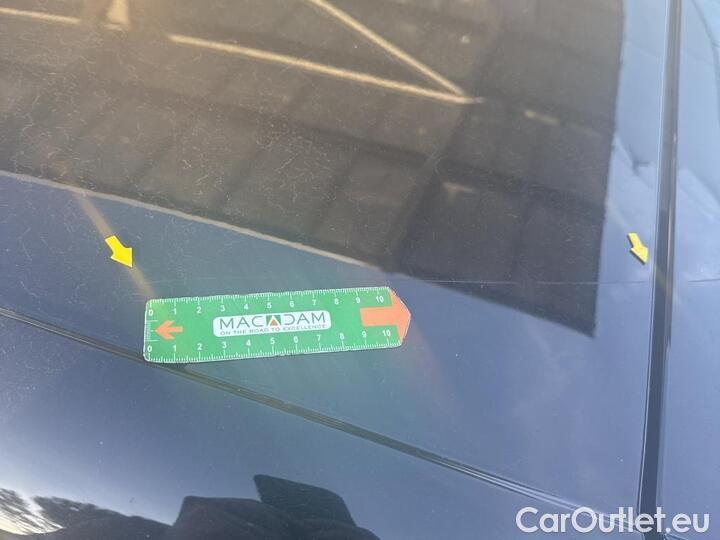 0 1 2 3 4 5 6 7 8 9 10
MACADAM
ON THE ROAD TO EXCELLENCE
0 1 2 3 4 5 6 7 8 9 10
CarOutlet.eu